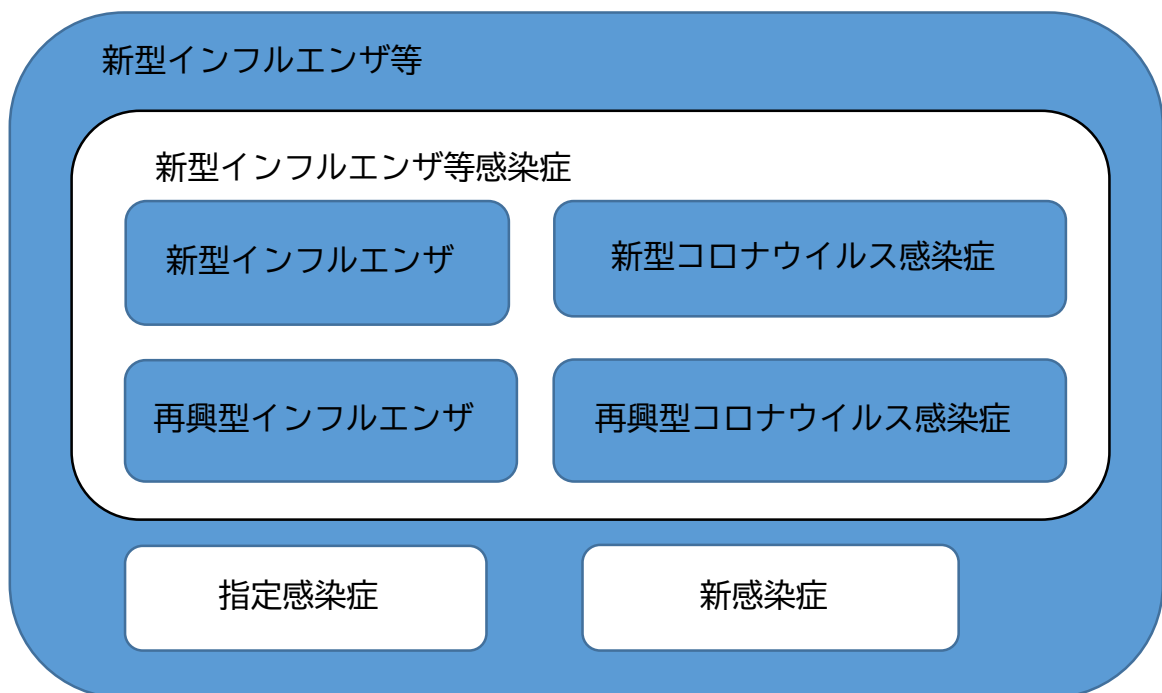 新型インフルエンザ等
新型インフルエンザ等感染症
新型インフルエンザ
新型コロナウイルス感染症
再興型インフルエンザ
再興型コロナウイルス感染症
指定感染症
新感染症